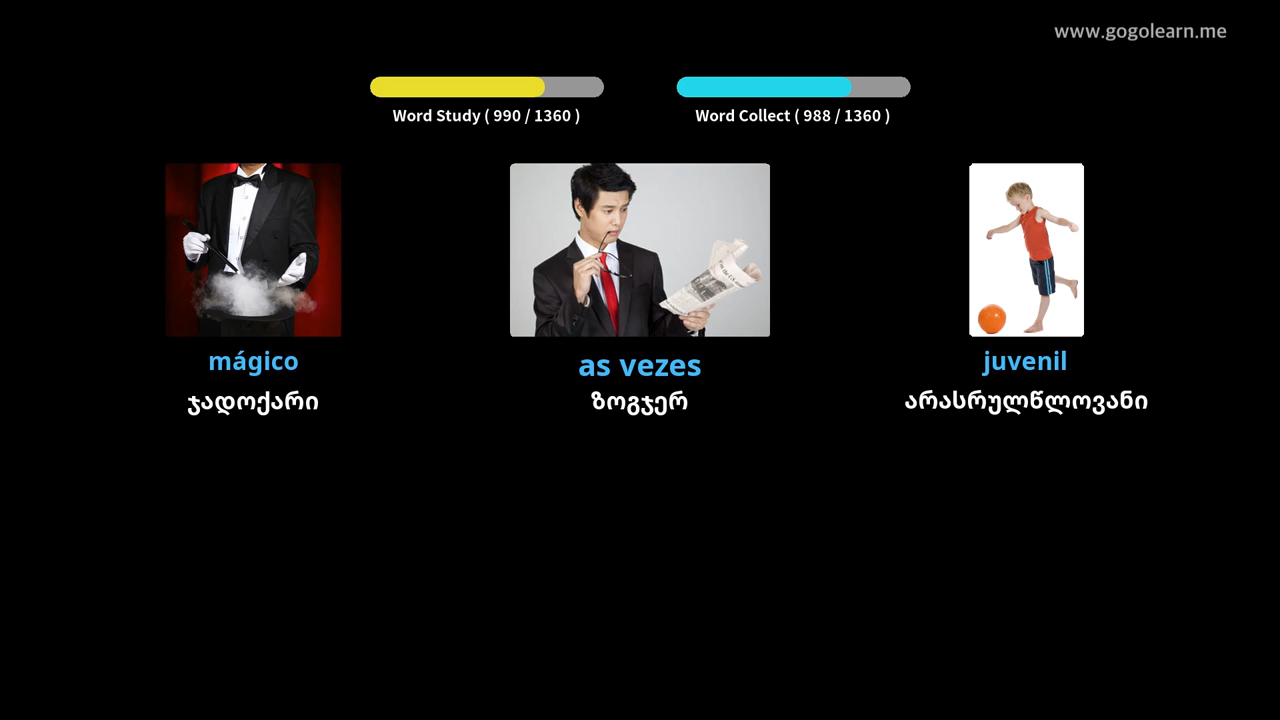 www.gogolearn.me
Word Study ( 990 / 1360 )
Word Collect ( 988 / 1360 )
mágico
as vezes
juvenil
ჯადოქარი
ზოგჯერ
არასრულწლოვანი